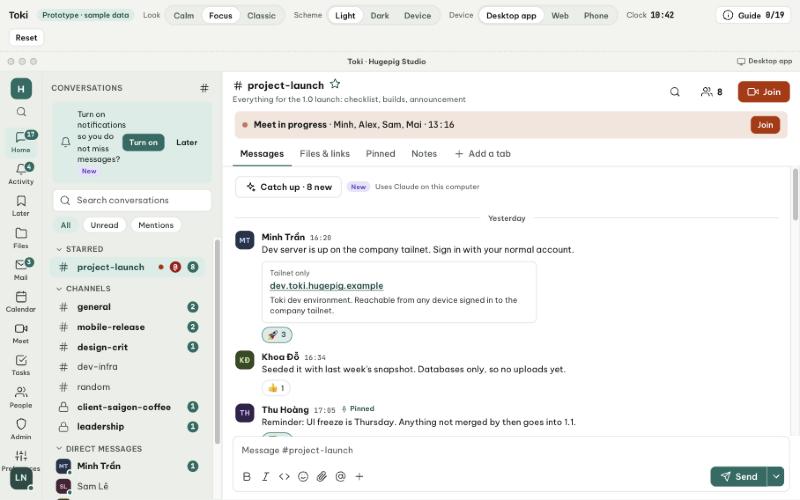 Toki Prototype · sample data Look Calm Focus Classic Scheme Light Dark Device Device Desktop app Web Phone Clock 10:42 Guide 0/19
Reset
Toki · Hugepig Studio Desktop app
H
17
Home
4
Activity
Later
Files
3
Mail
Calendar
Meet
Tasks
People
Admin
LN
CONVERSATIONS
Turn on
notifications
so you do
not miss
messages?
New
Turn on Later
Search conversations
All Unread Mentions
STARRED
project-launch @ 8
CHANNELS
general 2
mobile-release 2
design-crit 1
dev-infra
random
client-saigon-coffee 1
leadership 1
DIRECT MESSAGES
MT Minh Trần 1
SL Sam Lê
# project-launch
Everything for the 1.0 launch: checklist, builds, announcement
8 Join
Meet in progress · Minh, Alex, Sam, Mai · 13:16 Join
Messages Files & links Pinned Notes + Add a tab
Catch up · 8 new New Uses Claude on this computer
Yesterday
MT Minh Trần 16:20
Dev server is up on the company tailnet. Sign in with your normal account.
Tailnet only
dev.toki.hugepig.example
Toki dev environment. Reachable from any device signed in to the
company tailnet.
🚀 3
KĐ Khoa Đỗ 16:34
Seeded it with last week's snapshot. Databases only, so no uploads yet.
👍 1
TH Thu Hoàng 17:05 Pinned
Reminder: UI freeze is Thursday. Anything not merged by then goes into 1.1.
Message #project-launch
B I <> @ +
Send